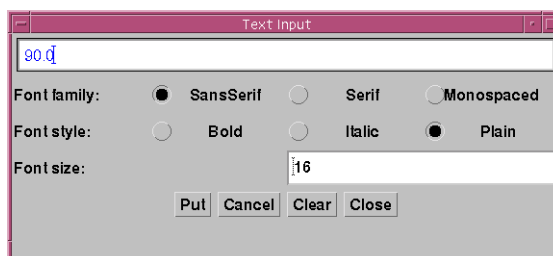 Text Input
90.0
Font family: SansSerif Serif Monospaced
Font style: Bold Italic Plain
Font size: 16
Put Cancel Clear Close